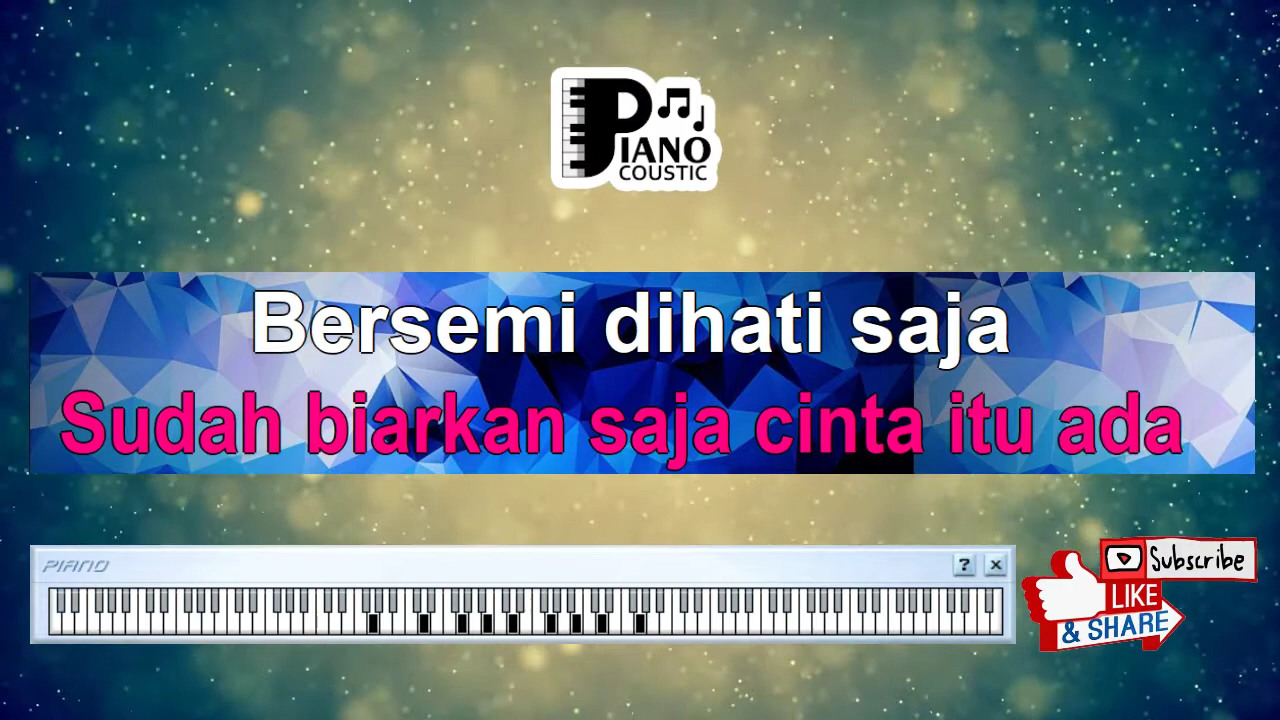 PIANO
COUSTIC
Bersemi dihati saja
Sudah biarkan saja cinta itu ada
PIANO
?
×
Subscribe
LIKE
& SHARE